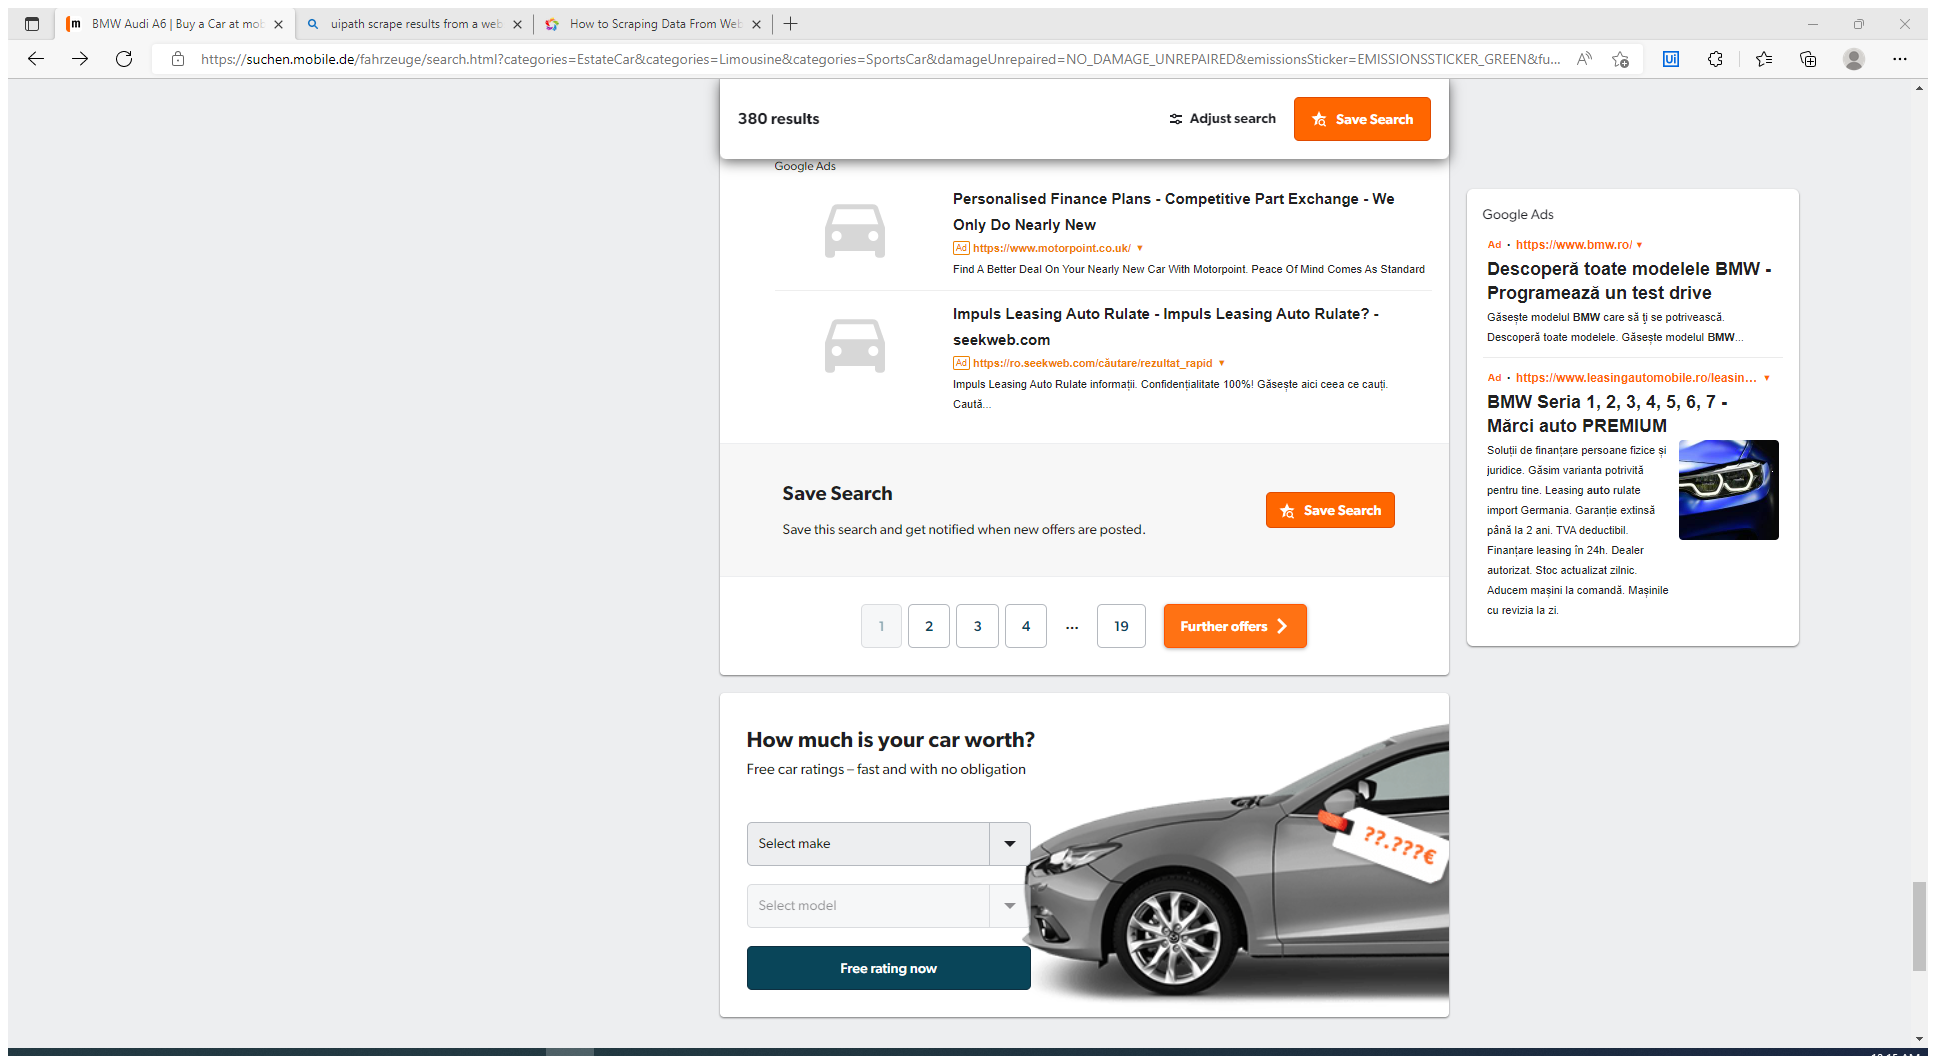 BMW Audi A6 | Buy a Car at mob
uipath scrape results from a web
How to Scraping Data From Web
https://suchen.mobile.de/fahrzeuge/search.html?categories=EstateCar&categories=Limousine&categories=SportsCar&damageUnrepaired=NO_DAMAGE_UNREPAIRED&emissionsSticker=EMISSIONSSTICKER_GREEN&fu...
380 results
Adjust search
Save Search
Google Ads
Personalised Finance Plans - Competitive Part Exchange - We
Only Do Nearly New
Ad https://www.motorpoint.co.uk/
Find A Better Deal On Your Nearly New Car With Motorpoint. Peace Of Mind Comes As Standard
Impuls Leasing Auto Rulate - Impuls Leasing Auto Rulate? -
seekweb.com
Ad https://ro.seekweb.com/căutare/rezultat_rapid
Impuls Leasing Auto Rulate informații. Confidențialitate 100%! Găsește aici ceea ce cauți.
Caută...
Save Search
Save this search and get notified when new offers are posted.
Save Search
1 2 3 4 ... 19 Further offers
How much is your car worth?
Free car ratings – fast and with no obligation
Select make
Select model
Free rating now
??.???€
Google Ads
Ad · https://www.bmw.ro/
Descoperă toate modelele BMW -
Programează un test drive
Găsește modelul BMW care să ți se potrivească.
Descoperă toate modelele. Găsește modelul BMW...
Ad · https://www.leasingautomobile.ro/leasin...
BMW Seria 1, 2, 3, 4, 5, 6, 7 -
Mărci auto PREMIUM
Soluții de finanțare persoane fizice și
juridice. Găsim varianta potrivită
pentru tine. Leasing auto rulate
import Germania. Garanție extinsă
până la 2 ani. TVA deductibil.
Finanțare leasing în 24h. Dealer
autorizat. Stoc actualizat zilnic.
Aducem mașini la comandă. Mașinile
cu revizia la zi.